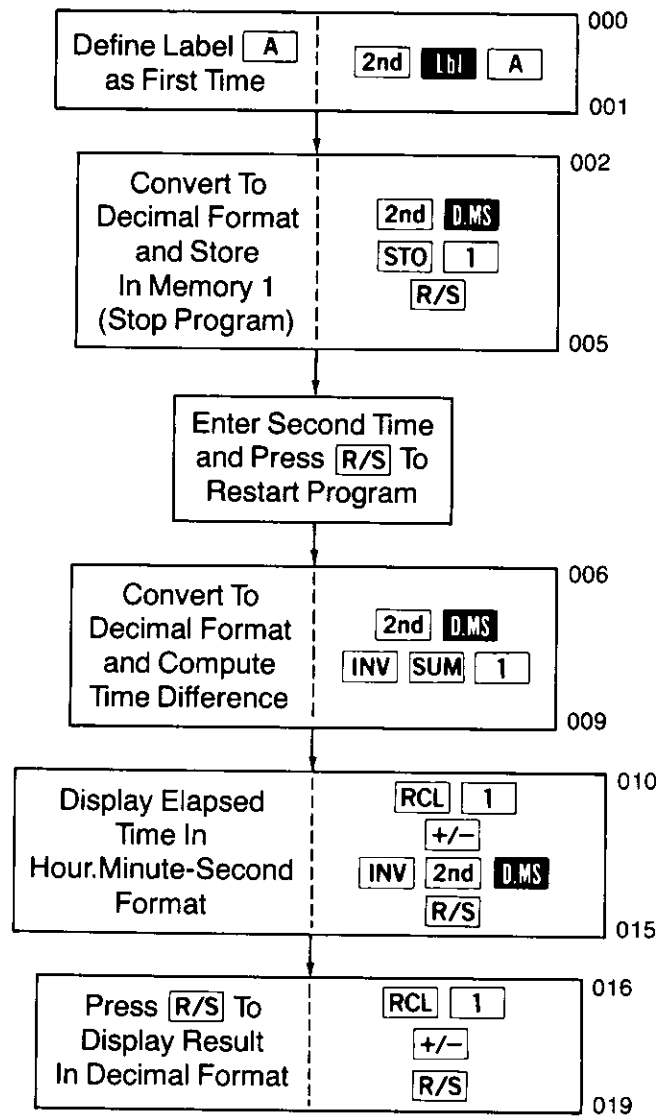 000
Define Label A
as First Time
2nd Lbl A
001
002
Convert To
Decimal Format
and Store
In Memory 1
(Stop Program)
2nd D.MS
STO 1
R/S
005
Enter Second Time
and Press R/S To
Restart Program
006
Convert To
Decimal Format
and Compute
Time Difference
2nd D.MS
INV SUM 1
009
010
Display Elapsed
Time In
Hour.Minute-Second
Format
RCL 1
+/−
INV 2nd D.MS
R/S
015
016
Press R/S To
Display Result
In Decimal Format
RCL 1
+/−
R/S
019